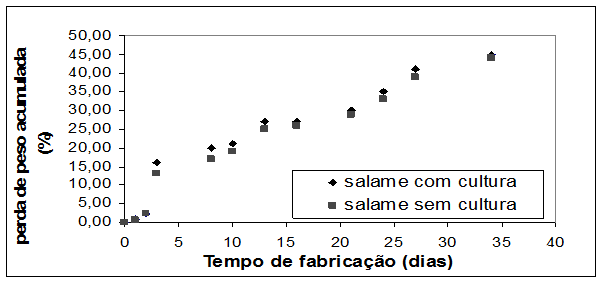 50,00
45,00
40,00
35,00
30,00
25,00
20,00
15,00
10,00
5,00
0,00
perda de peso acumulada
(%)
salame com cultura
salame sem cultura
0 5 10 15 20 25 30 35 40
Tempo de fabricação (dias)